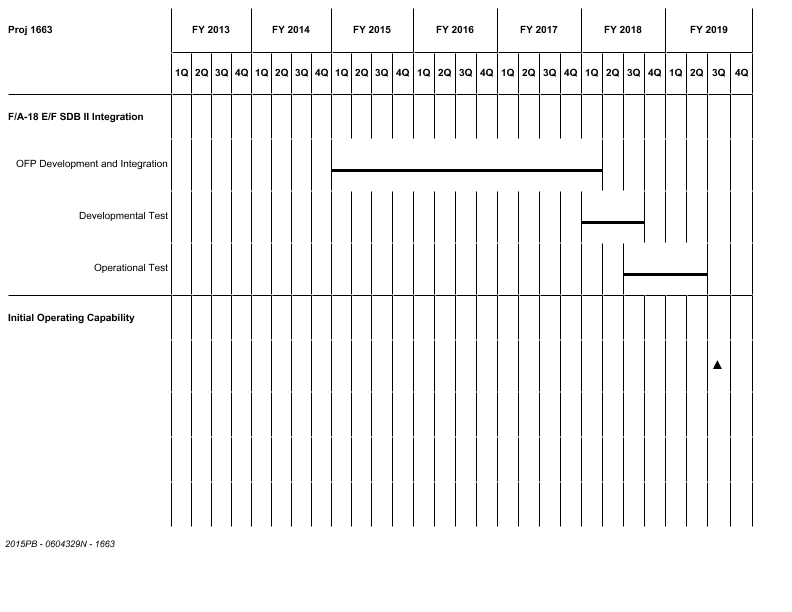 Proj 1663 FY 2013 FY 2014 FY 2015 FY 2016 FY 2017 FY 2018 FY 2019
1Q 2Q 3Q 4Q 1Q 2Q 3Q 4Q 1Q 2Q 3Q 4Q 1Q 2Q 3Q 4Q 1Q 2Q 3Q 4Q 1Q 2Q 3Q 4Q 1Q 2Q 3Q 4Q
F/A-18 E/F SDB II Integration
OFP Development and Integration
Developmental Test
Operational Test
Initial Operating Capability
2015PB - 0604329N - 1663